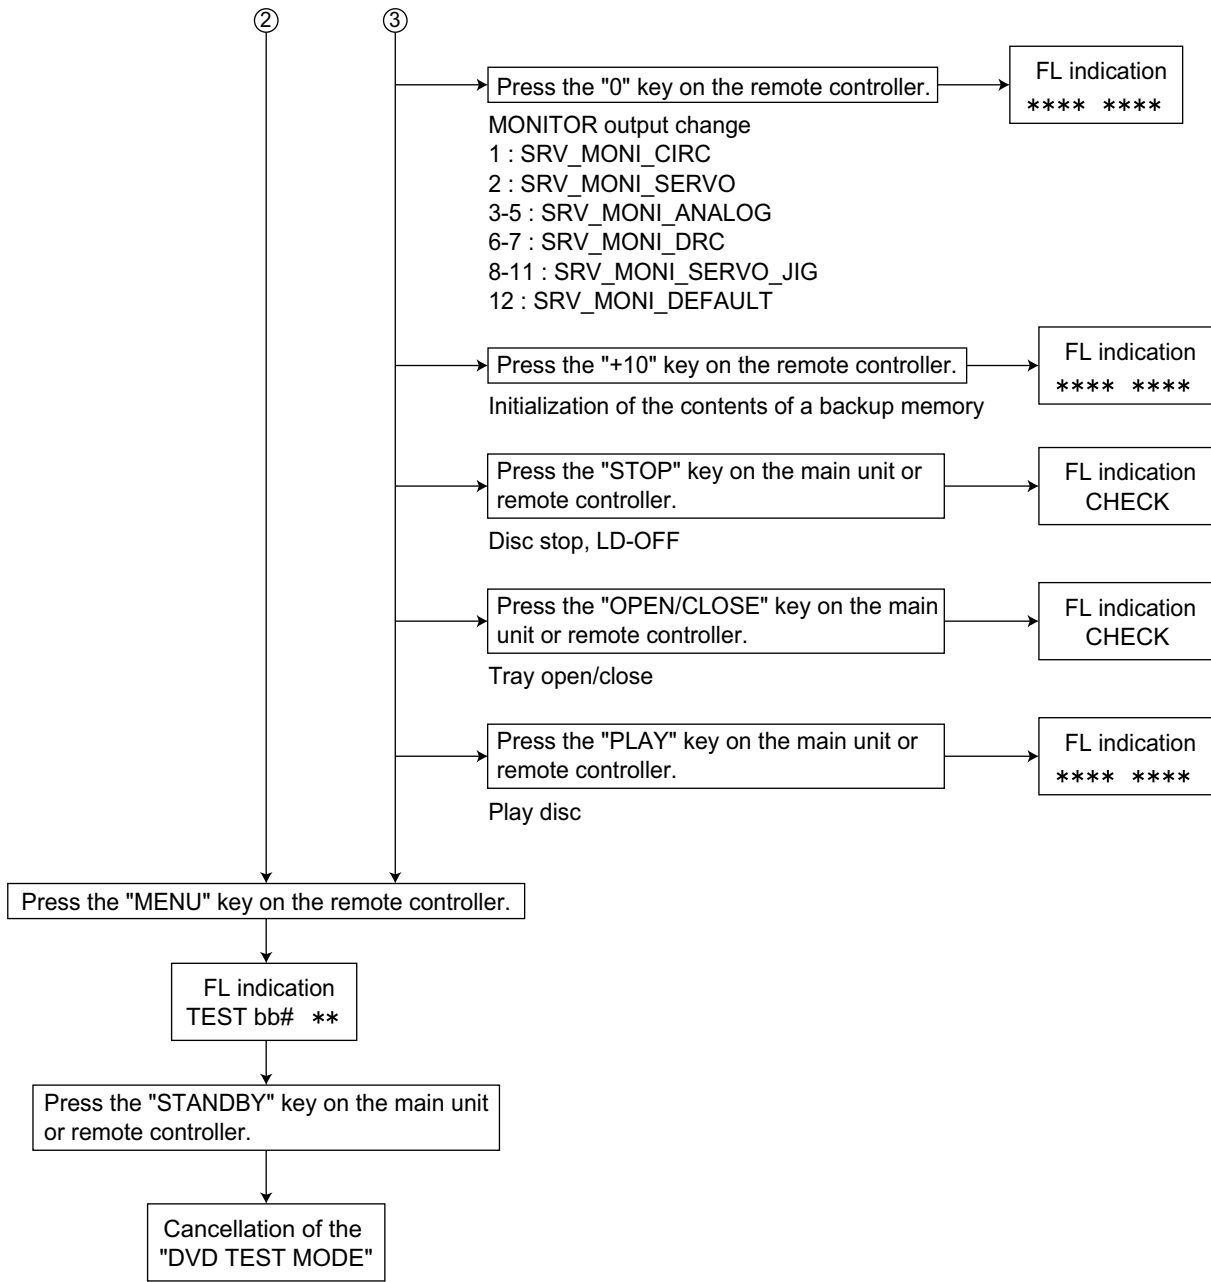 ② ③
Press the "0" key on the remote controller.
FL indication
**** ****
MONITOR output change
1 : SRV_MONI_CIRC
2 : SRV_MONI_SERVO
3-5 : SRV_MONI_ANALOG
6-7 : SRV_MONI_DRC
8-11 : SRV_MONI_SERVO_JIG
12 : SRV_MONI_DEFAULT
Press the "+10" key on the remote controller.
FL indication
**** ****
Initialization of the contents of a backup memory
Press the "STOP" key on the main unit or
remote controller.
FL indication
CHECK
Disc stop, LD-OFF
Press the "OPEN/CLOSE" key on the main
unit or remote controller.
FL indication
CHECK
Tray open/close
Press the "PLAY" key on the main unit or
remote controller.
FL indication
**** ****
Play disc
Press the "MENU" key on the remote controller.
FL indication
TEST bb# **
Press the "STANDBY" key on the main unit
or remote controller.
Cancellation of the
"DVD TEST MODE"